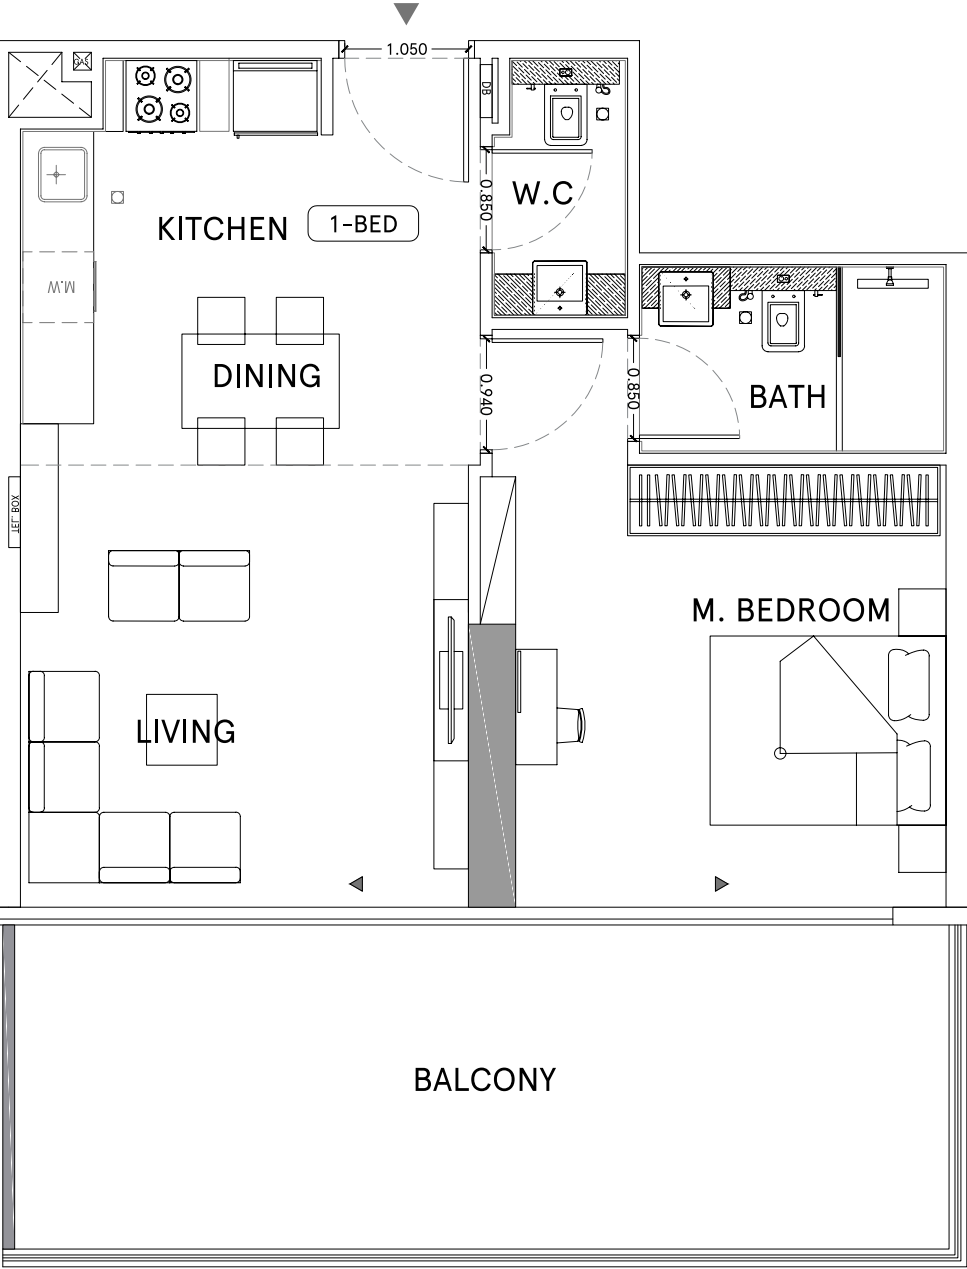 1.050
GAS
DB
0.850
W.C
KITCHEN
1-BED
M.W
DINING
0.940
0.850
BATH
TEL. BOX
M. BEDROOM
LIVING
BALCONY